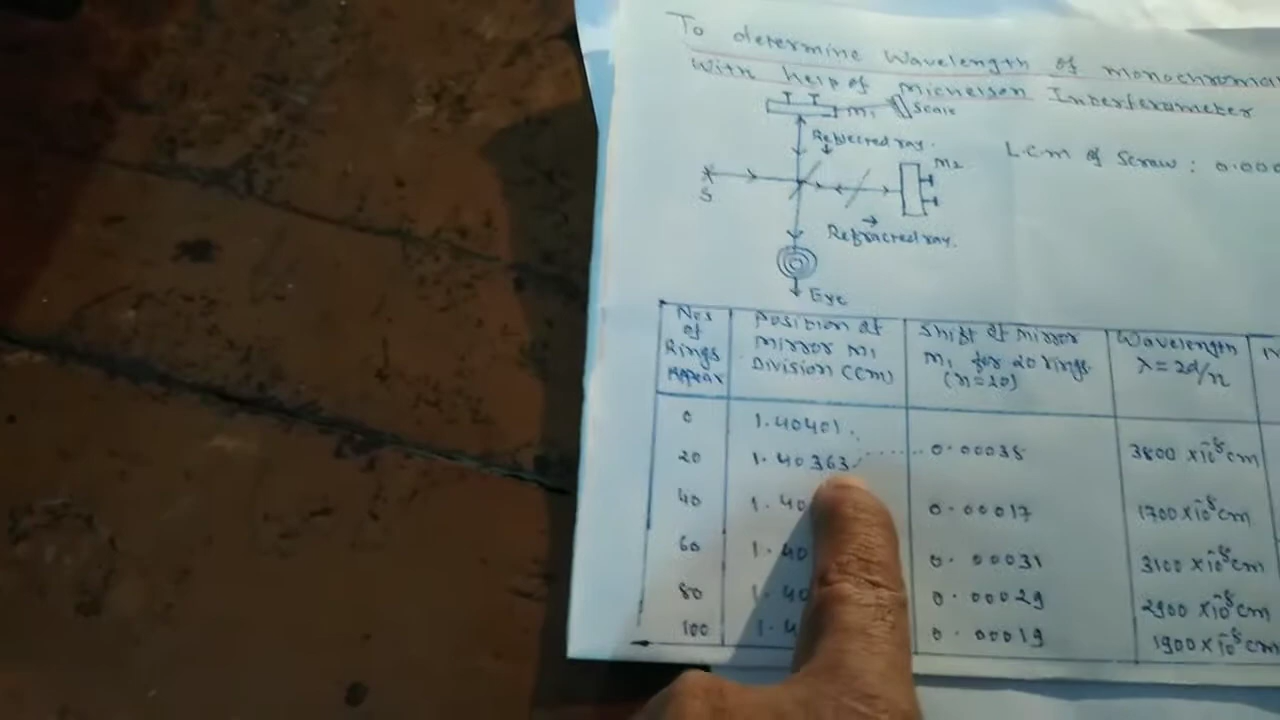 To determine Wavelength of monochroma
With help of michelson Interferometer
M1 Scale
Reflected ray.
L.C.M of Screw : 0.000
M2
S
Refracted ray.
Eye
Nos of Rings Appear
Position of Mirror M1 Division (cm)
Shift of mirror M1 for 20 rings (n=20)
Wavelength λ = 2d/n
0 1.40401
20 1.40363 0.00038 3800 x10^-8 cm
40 1.40 0.00017 1700 x10^-8 cm
60 1.40 0.00031 3100 x10^-8 cm
80 1.40 0.00029 2900 x10^-8 cm
100 1.4 0.00019 1900 x10^-8 cm